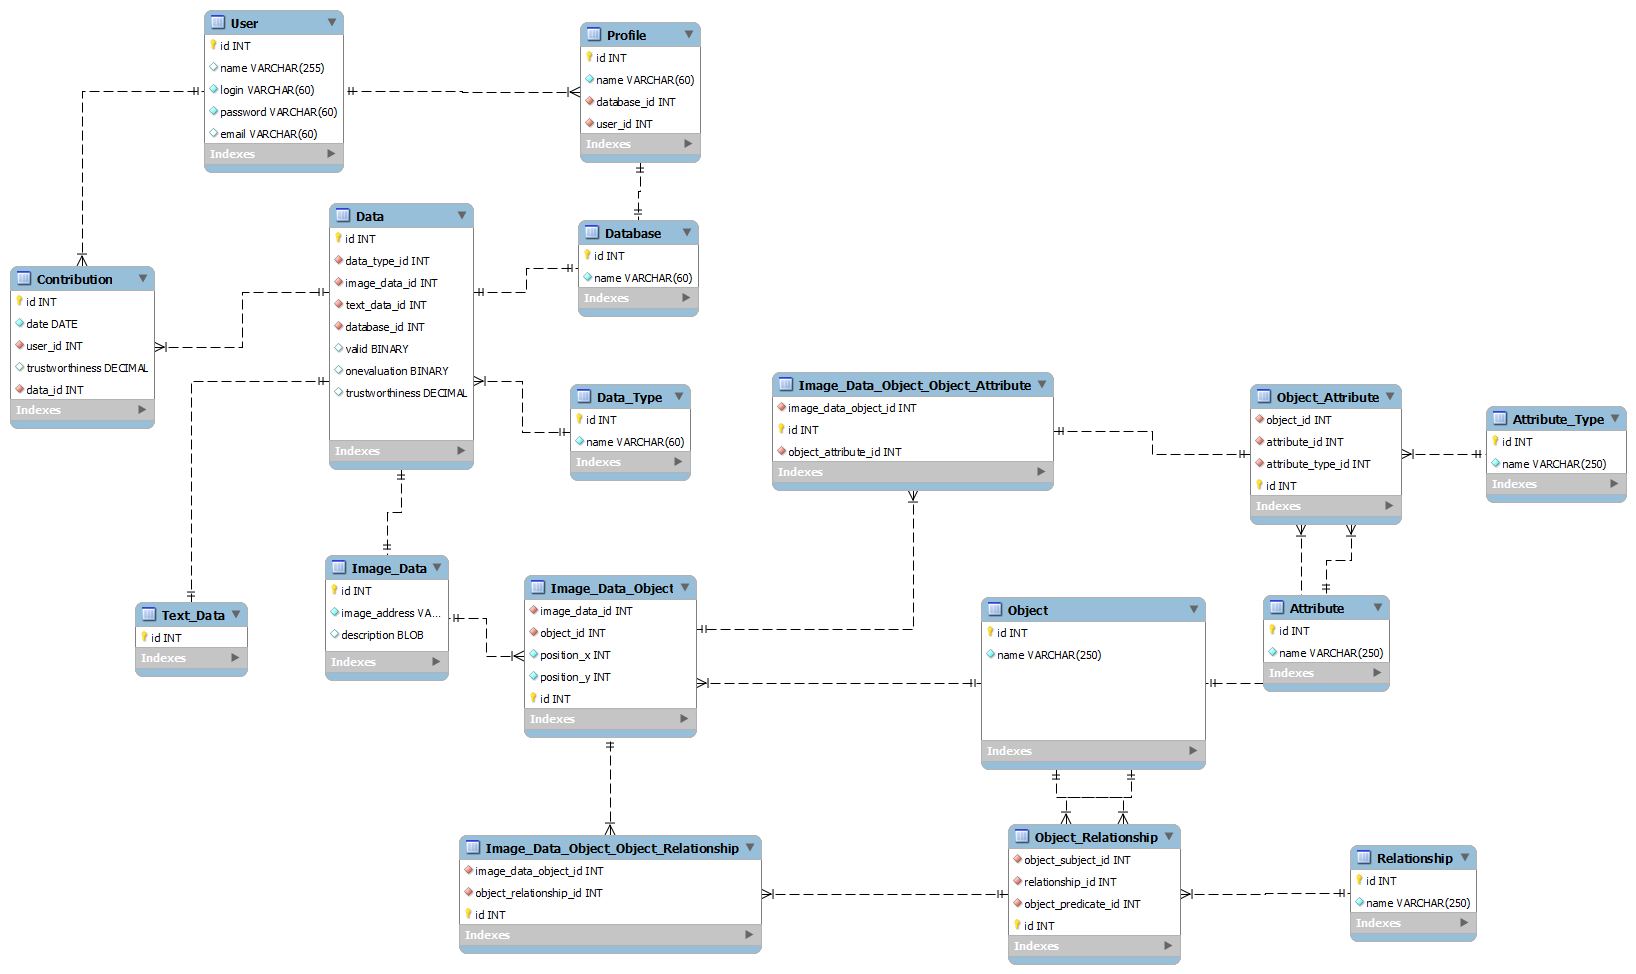 User
id INT
name VARCHAR(255)
login VARCHAR(60)
password VARCHAR(60)
email VARCHAR(60)
Indexes
Profile
id INT
name VARCHAR(60)
database_id INT
user_id INT
Indexes
Data
id INT
data_type_id INT
image_data_id INT
text_data_id INT
database_id INT
valid BINARY
onevaluation BINARY
trustworthiness DECIMAL
Indexes
Database
id INT
name VARCHAR(60)
Indexes
Contribution
id INT
date DATE
user_id INT
trustworthiness DECIMAL
data_id INT
Indexes
Data_Type
id INT
name VARCHAR(60)
Indexes
Image_Data_Object_Object_Attribute
image_data_object_id INT
id INT
object_attribute_id INT
Indexes
Object_Attribute
object_id INT
attribute_id INT
attribute_type_id INT
id INT
Indexes
Attribute_Type
id INT
name VARCHAR(250)
Indexes
Image_Data
id INT
image_address VA...
description BLOB
Indexes
Text_Data
id INT
Indexes
Image_Data_Object
image_data_id INT
object_id INT
position_x INT
position_y INT
id INT
Indexes
Object
id INT
name VARCHAR(250)
Indexes
Attribute
id INT
name VARCHAR(250)
Indexes
Image_Data_Object_Object_Relationship
image_data_object_id INT
object_relationship_id INT
id INT
Indexes
Object_Relationship
object_subject_id INT
relationship_id INT
object_predicate_id INT
id INT
Indexes
Relationship
id INT
name VARCHAR(250)
Indexes